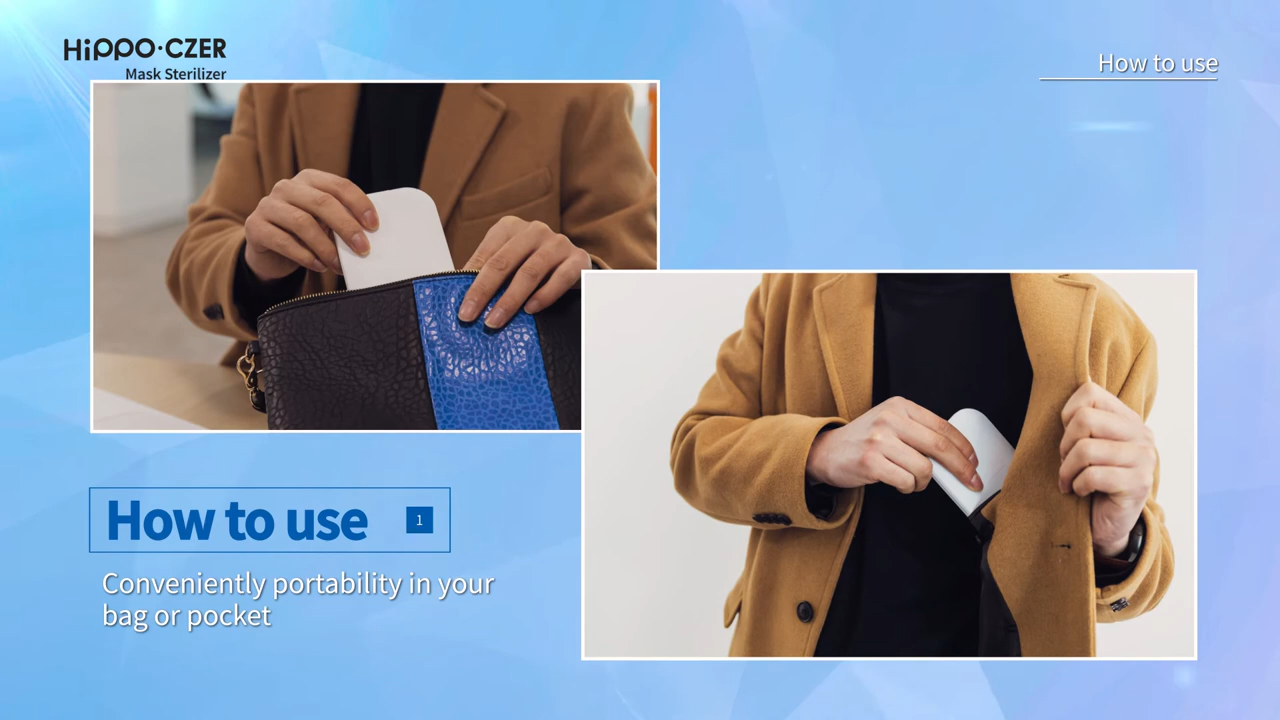 HiPPO·CZER
Mask Sterilizer
How to use
How to use 1
Conveniently portability in your
bag or pocket